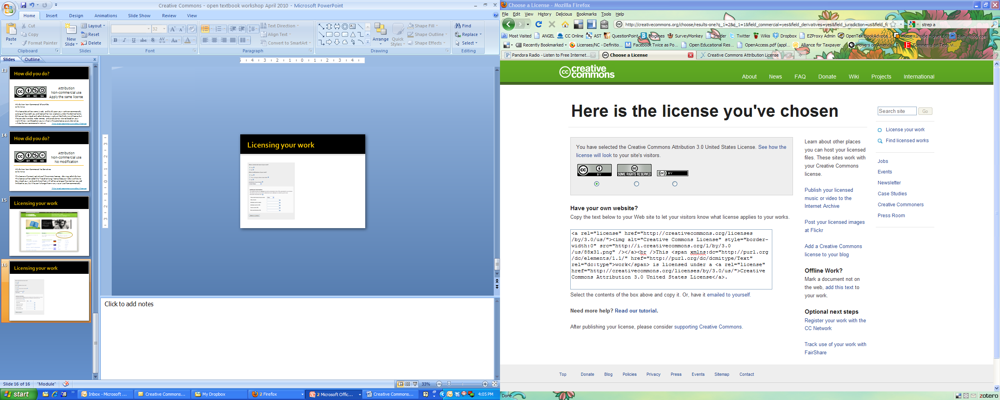 Creative Commons - open textbook workshop April 2010 - Microsoft PowerPoint
Home Insert Design Animations Slide Show Review View
Paste
Cut
Copy
Format Painter
Clipboard
New Slide
Layout
Reset
Delete
Slides
32
Font
Text Direction
Align Text
Convert to SmartArt
Paragraph
Arrange
Quick Styles
Shape Fill
Shape Outline
Shape Effects
Drawing
Find
Replace
Select
Editing
Slides Outline
13
How did you do?
BY NC SA
Attribution
Non-commercial use
Apply the same license
14
How did you do?
BY NC ND
Attribution
Non-commercial use
No modification
15
Licensing your work
16
Licensing your work
Licensing your work
Click to add notes
Slide 16 of 16 "Module" 33%
start
Inbox - Microsoft ...
Creative Commons...
My Dropbox
2 Firefox
2 Microsoft Offic...
Creative Commons...
4:05 PM
Choose a License - Mozilla Firefox
File Edit View History Delicious Bookmarks Tools Help
TAG
http://creativecommons.org/choose/results-one?q_1=2&q_1=1&field_commercial=yes&field_derivatives=yes&field_jurisdiction=us&field_fo
strep a
Most Visited ANGEL CC Online AST QuestionPoint Bloglines SurveyMonkey Insider Twitter Wikis Dropbox EZProxy Admin OpenTextbookAdvoca... Home - Inside Higher Ed RainyMood.com
Recently Bookmarked Licenses/NC - Definitio... Facebook Twice as Po... Open Educational Res... OpenAccess.pdf (appl... Alliance for Taxpayer ... Moyers on America . T... Comments on Tech.vi...
Pandora Radio - Listen to Free Internet... Choose a License Creative Commons Attribution License
creative commons
About News FAQ Donate Wiki Projects International
Here is the license you've chosen
Search site Go
License your work
Find licensed works
Jobs
Events
Newsletter
Case Studies
Creative Commoners
Press Room
You have selected the Creative Commons Attribution 3.0 United States License. See how the
license will look to your site's visitors.
BY
SOME RIGHTS RESERVED
BY
Have your own website?
Copy the text below to your Web site to let your visitors know what license applies to your works.
<a rel="license" href="http://creativecommons.org/licenses
/by/3.0/us/"><img alt="Creative Commons License" style="border-
width:0" src="http://i.creativecommons.org/l/by/3.0
/us/88x31.png" /></a><br />This <span xmlns:dc="http://purl.org
/dc/elements/1.1/" href="http://purl.org/dc/dcmitype/Text"
rel="dc:type">work</span> is licensed under a <a rel="license"
href="http://creativecommons.org/licenses/by/3.0/us/">Creative
Commons Attribution 3.0 United States License</a>.
Select the contents of the box above and copy it. Or, have it emailed to yourself.
Need more help? Read our tutorial.
After publishing your license, please consider supporting Creative Commons.
Learn about other places
you can host your licensed
files. These sites work with
your Creative Commons
license.
Publish your licensed
music or video to the
Internet Archive
Post your licensed images
at Flickr
Add a Creative Commons
license to your blog
Offline Work?
Mark a document not on
the web, add this text to
your work.
Optional next steps
Register your work with the
CC Network
Track use of your work with
FairShare
Top Donate Blog Policies Privacy Press Events Sitemap Contact
Done
zotero